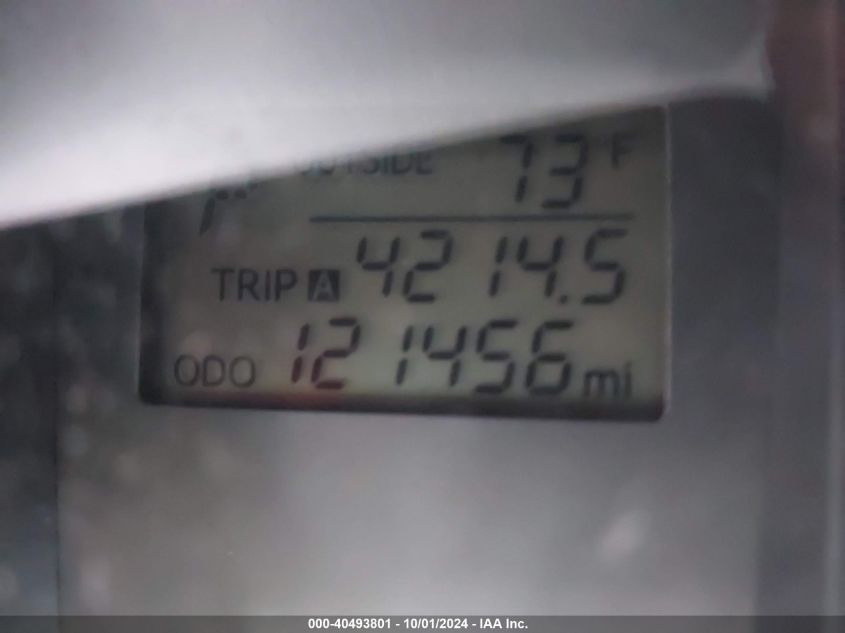 OUTSIDE 73 F
TRIP A 4214.5
ODO 121456 mi
000-40493801 - 10/01/2024 - IAA Inc.